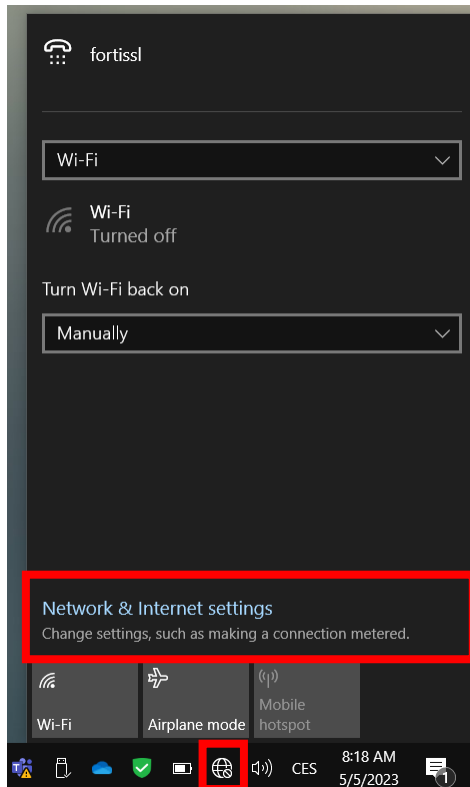 fortissl
Wi-Fi
Wi-Fi
Turned off
Turn Wi-Fi back on
Manually
Network & Internet settings
Change settings, such as making a connection metered.
Wi-Fi
Airplane mode
Mobile
hotspot
CES
8:18 AM
5/5/2023
1